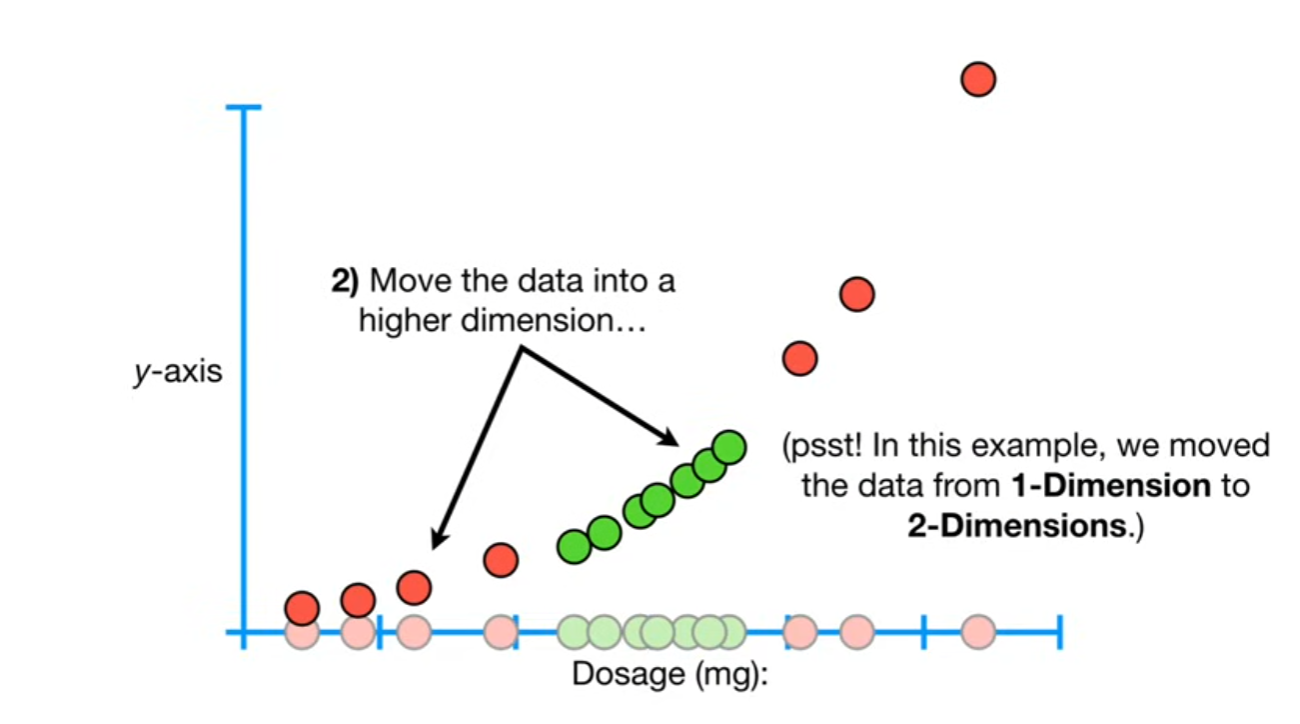 2) Move the data into a
higher dimension…
y-axis
(psst! In this example, we moved
the data from 1-Dimension to
2-Dimensions.)
Dosage (mg):